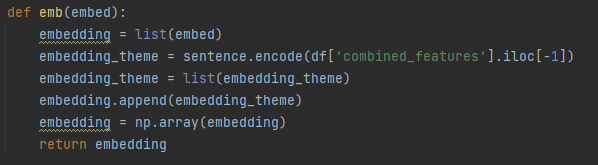 def emb(embed):
    embedding = list(embed)
    embedding_theme = sentence.encode(df['combined_features'].iloc[-1])
    embedding_theme = list(embedding_theme)
    embedding.append(embedding_theme)
    embedding = np.array(embedding)
    return embedding